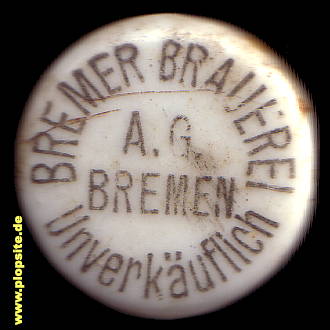 BREMER BRAUEREI
A.G.
BREMEN.
Unverkäuflich
www.plopsite.de